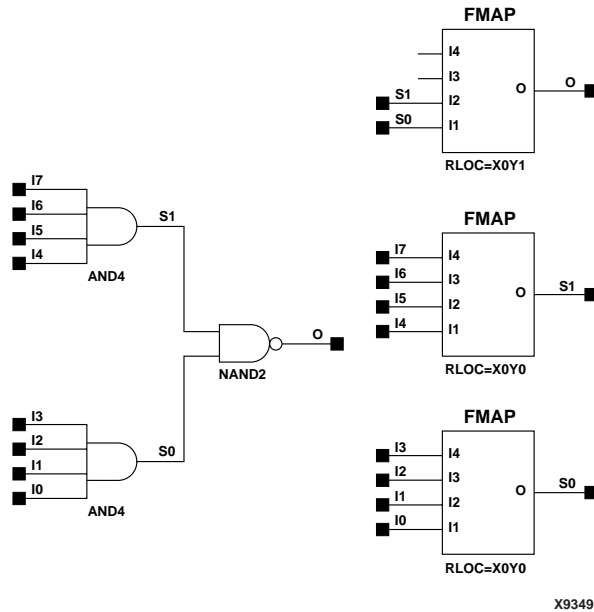 FMAP
I4
I3
S1 I2 O O
S0 I1
RLOC=X0Y1
I7
I6 S1
I5
I4
AND4
FMAP
I7 I4
I6 I3
I5 I2 O S1
I4 I1
RLOC=X0Y0
O
NAND2
I3
I2 S0
I1
I0
AND4
FMAP
I3 I4
I2 I3
I1 I2 O S0
I0 I1
RLOC=X0Y0
X9349